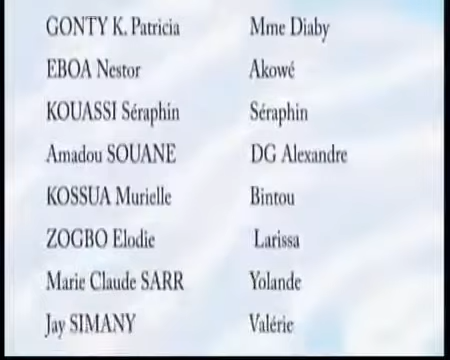 GONTY K. Patricia Mme Diaby
EBOA Nestor Akowé
KOUASSI Séraphin Séraphin
Amadou SOUANE DG Alexandre
KOSSUA Murielle Bintou
ZOGBO Elodie Larissa
Marie Claude SARR Yolande
Jay SIMANY Valérie